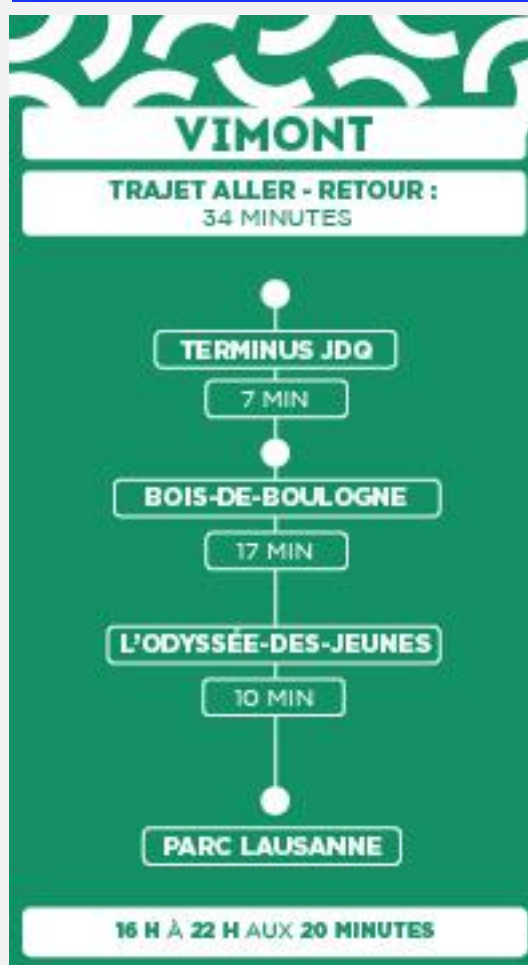 VIMONT
TRAJET ALLER - RETOUR :
34 MINUTES
TERMINUS JDQ
7 MIN
BOIS-DE-BOULOGNE
17 MIN
L'ODYSSÉE-DES-JEUNES
10 MIN
PARC LAUSANNE
16 H À 22 H AUX 20 MINUTES